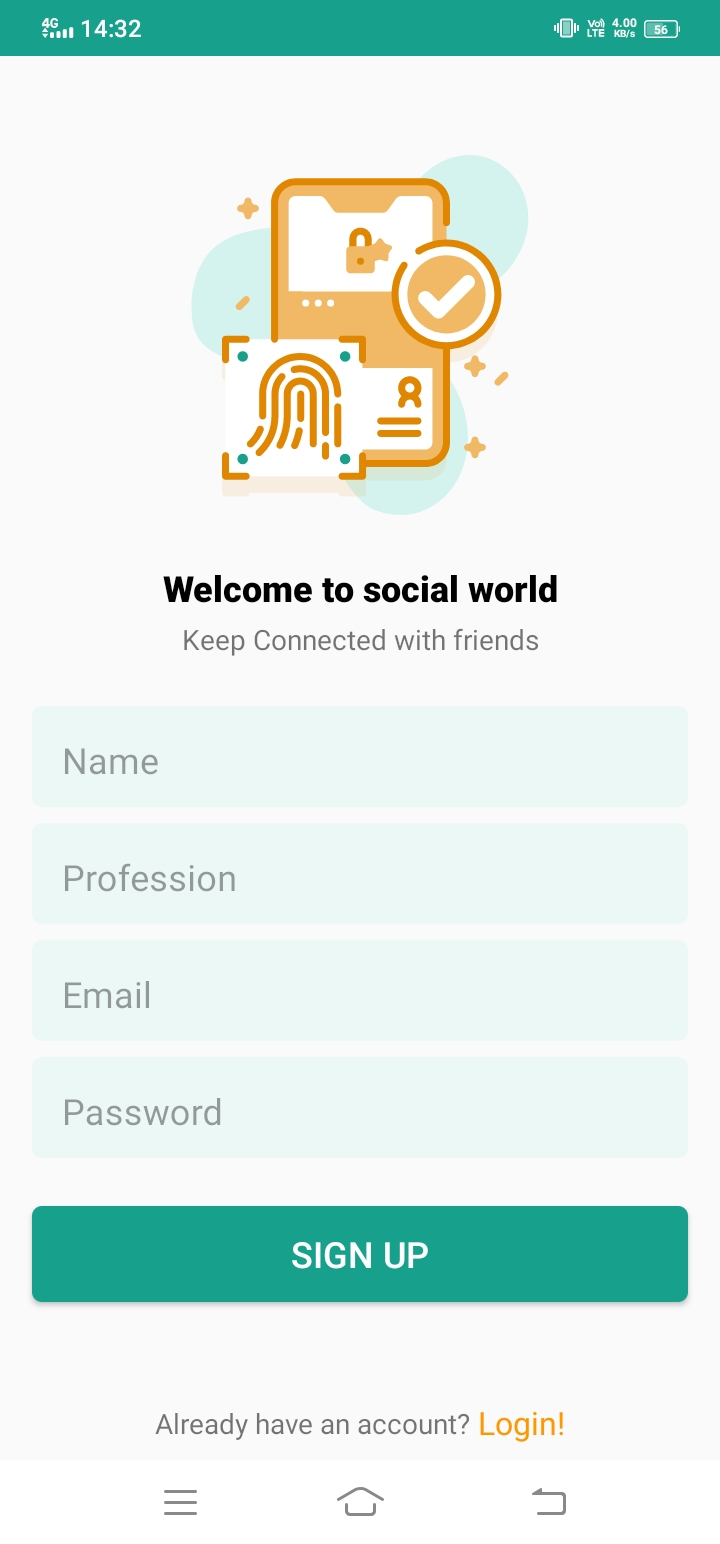 4G 14:32 Vo) LTE 4.00 KB/s 56
Welcome to social world
Keep Connected with friends
Name
Profession
Email
Password
SIGN UP
Already have an account? Login!